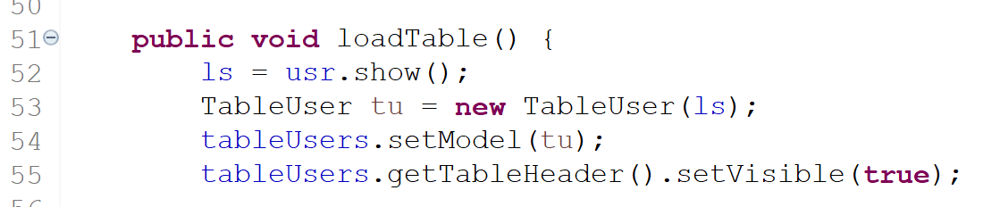 50
51 public void loadTable() {
52 ls = usr.show();
53 TableUser tu = new TableUser(ls);
54 tableUsers.setModel(tu);
55 tableUsers.getTableHeader().setVisible(true);
56